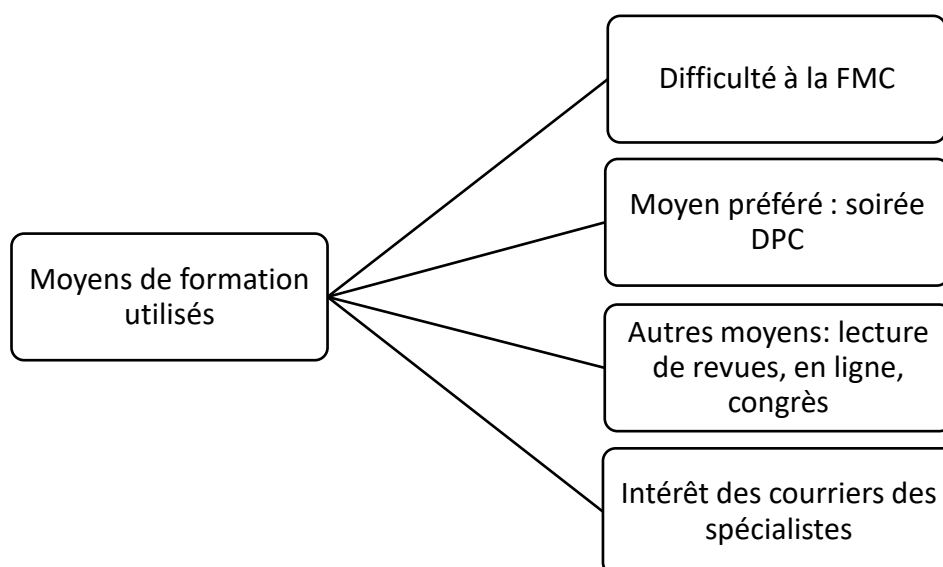 Difficulté à la FMC
Moyen préféré : soirée
DPC
Moyens de formation
utilisés
Autres moyens: lecture
de revues, en ligne,
congrès
Intérêt des courriers des
spécialistes